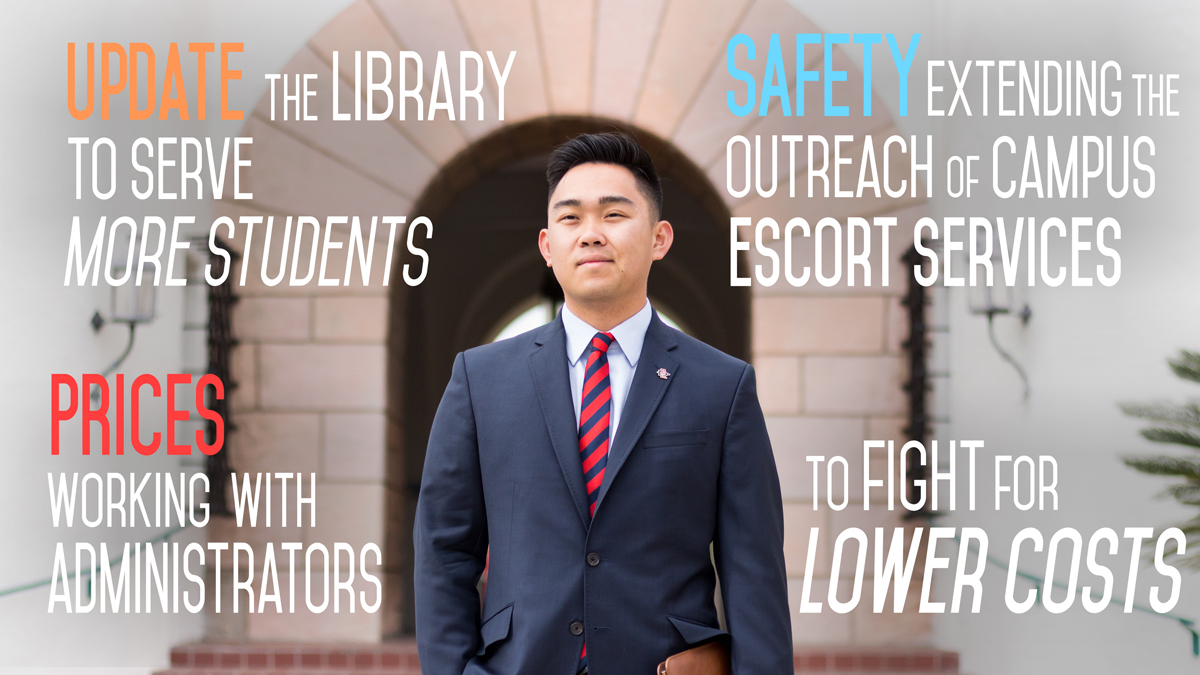 UPDATE THE LIBRARY
TO SERVE
MORE STUDENTS
SAFETY EXTENDING THE
OUTREACH OF CAMPUS
ESCORT SERVICES
PRICES
WORKING WITH
ADMINISTRATORS
TO FIGHT FOR
LOWER COSTS